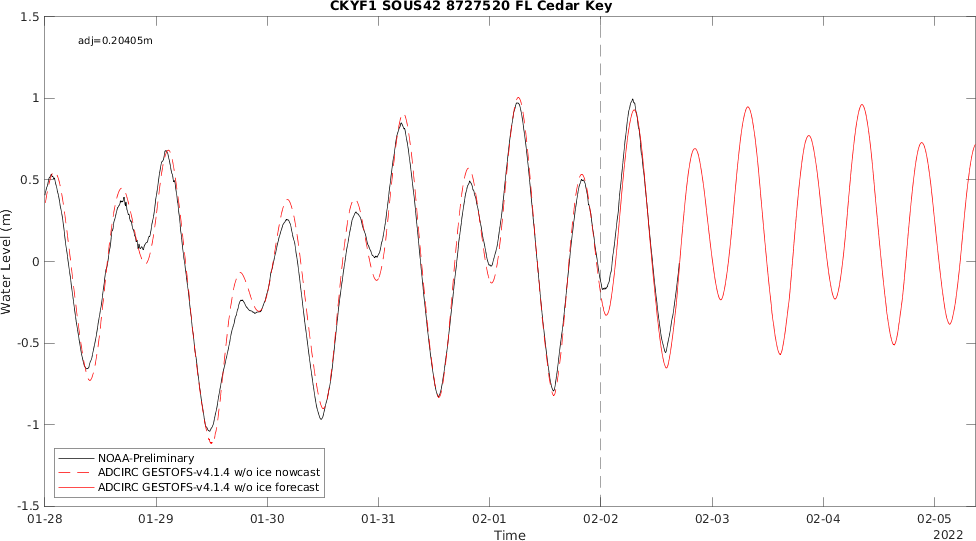 CKYF1 SOUS42 8727520 FL Cedar Key
adj=0.20405m
1.5
1
0.5
0
-0.5
-1
-1.5
Water Level (m)
NOAA-Preliminary
ADCIRC GESTOFS-v4.1.4 w/o ice nowcast
ADCIRC GESTOFS-v4.1.4 w/o ice forecast
01-28 01-29 01-30 01-31 02-01 02-02 02-03 02-04 02-05
Time
2022